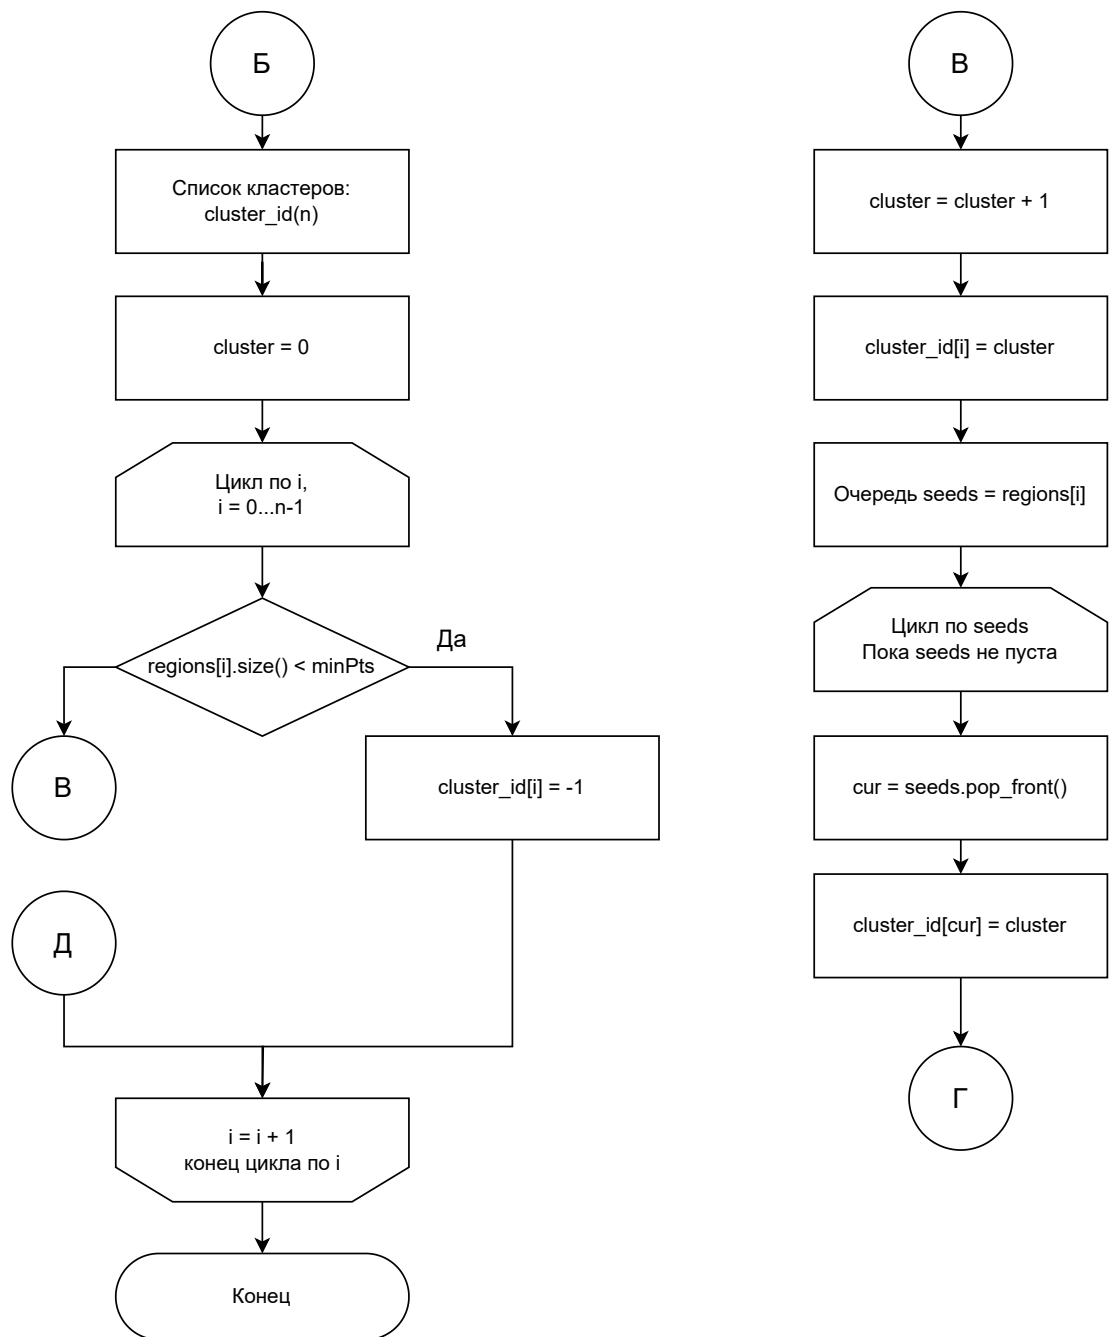 Б
Список кластеров:
cluster_id(n)
cluster = 0
Цикл по i,
i = 0...n-1
regions[i].size() < minPts
Да
В
cluster_id[i] = -1
Д
i = i + 1
конец цикла по i
Конец
В
cluster = cluster + 1
cluster_id[i] = cluster
Очередь seeds = regions[i]
Цикл по seeds
Пока seeds не пуста
cur = seeds.pop_front()
cluster_id[cur] = cluster
Г